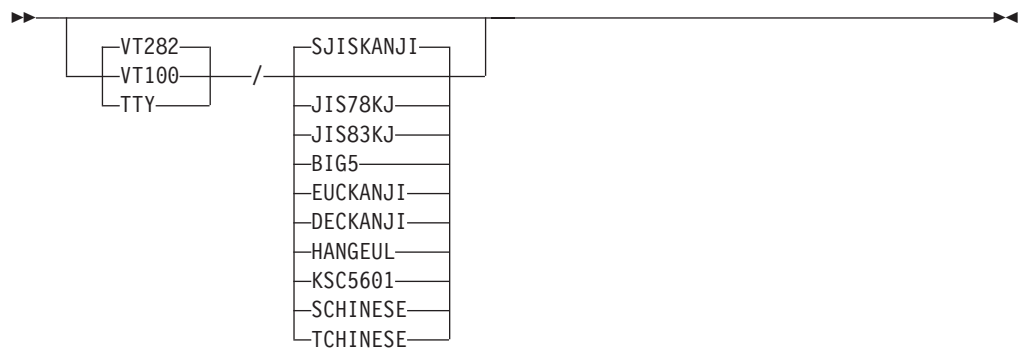 VT282 SJISKANJI
VT100 /
TTY JIS78KJ
JIS83KJ
BIG5
EUCKANJI
DECKANJI
HANGEUL
KSC5601
SCHINESE
TCHINESE